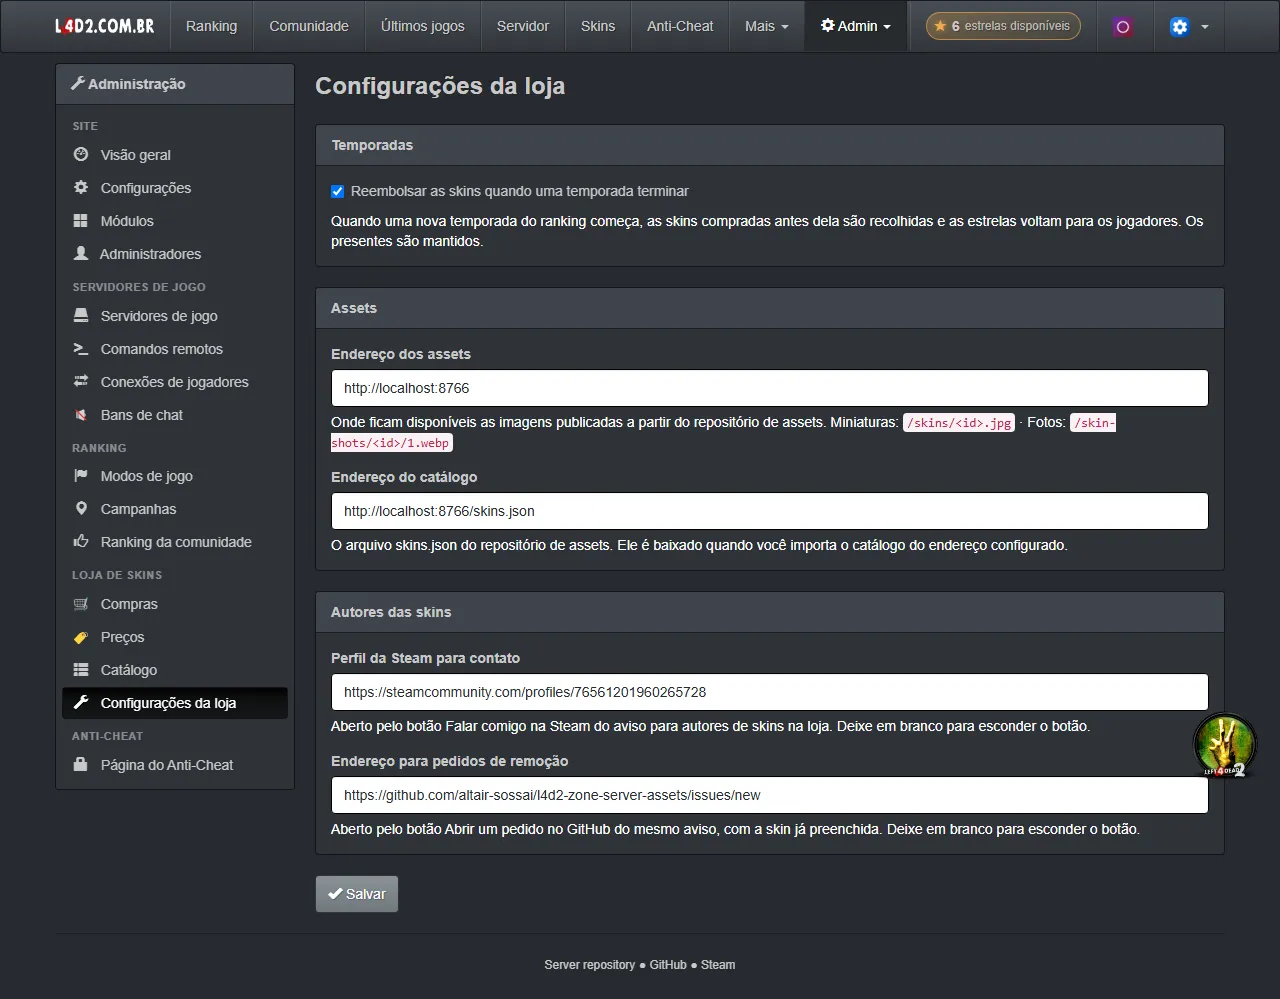 L4D2.COM.BR
Ranking
Comunidade
Últimos jogos
Servidor
Skins
Anti-Cheat
Mais
Admin
6 estrelas disponíveis
Administração
SITE
Visão geral
Configurações
Módulos
Administradores
SERVIDORES DE JOGO
Servidores de jogo
Comandos remotos
Conexões de jogadores
Bans de chat
RANKING
Modos de jogo
Campanhas
Ranking da comunidade
LOJA DE SKINS
Compras
Preços
Catálogo
Configurações da loja
ANTI-CHEAT
Página do Anti-Cheat
Configurações da loja
Temporadas
Reembolsar as skins quando uma temporada terminar
Quando uma nova temporada do ranking começa, as skins compradas antes dela são recolhidas e as estrelas voltam para os jogadores. Os
presentes são mantidos.
Assets
Endereço dos assets
http://localhost:8766
Onde ficam disponíveis as imagens publicadas a partir do repositório de assets. Miniaturas: /skins/<id>.jpg · Fotos: /skin-
shots/<id>/1.webp
Endereço do catálogo
http://localhost:8766/skins.json
O arquivo skins.json do repositório de assets. Ele é baixado quando você importa o catálogo do endereço configurado.
Autores das skins
Perfil da Steam para contato
https://steamcommunity.com/profiles/76561201960265728
Aberto pelo botão Falar comigo na Steam do aviso para autores de skins na loja. Deixe em branco para esconder o botão.
Endereço para pedidos de remoção
https://github.com/altair-sossai/l4d2-zone-server-assets/issues/new
Aberto pelo botão Abrir um pedido no GitHub do mesmo aviso, com a skin já preenchida. Deixe em branco para esconder o botão.
LEFT 4 DEAD 2
Salvar
Server repository ● GitHub ● Steam